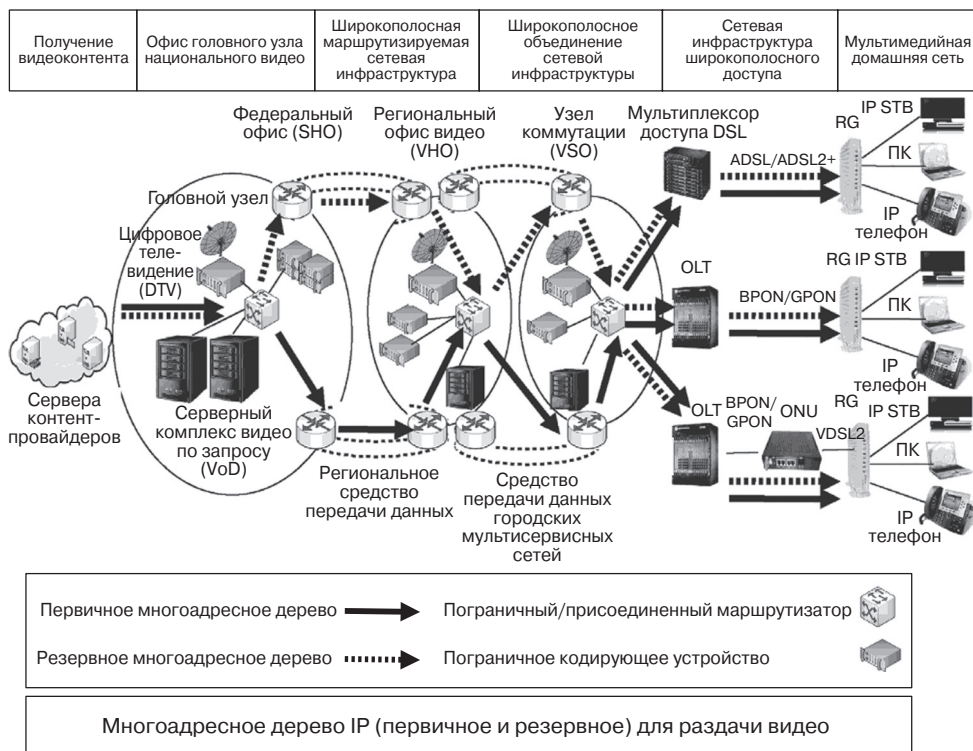 Получение
видеоконтента
Офис головного узла
национального видео
Широкополосная
маршрутизируемая
сетевая
инфраструктура
Широкополосное
объединение
сетевой
инфраструктуры
Сетевая
инфраструктура
широкополосного
доступа
Мультимедийная
домашняя сеть
Федеральный
офис (SHO)
Региональный
офис видео
(VHO)
Узел
коммутации
(VSO)
Мультиплексор
доступа DSL
RG
IP STB
ПК
IP
телефон
ADSL/ADSL2+
Головной узел
Цифровое
теле-
видение
(DTV)
OLT
BPON/GPON
RG IP STB
ПК
IP
телефон
Сервера
контент-
провайдеров
Серверный
комплекс видео
по запросу
(VoD)
Региональное
средство
передачи данных
Средство
передачи данных
городских
мультисервисных
сетей
OLT
BPON/
GPON
ONU
VDSL2
RG
IP STB
ПК
IP
телефон
Первичное многоадресное дерево
Пограничный/присоединенный маршрутизатор
Резервное многоадресное дерево
Пограничное кодирующее устройство
Многоадресное дерево IP (первичное и резервное) для раздачи видео